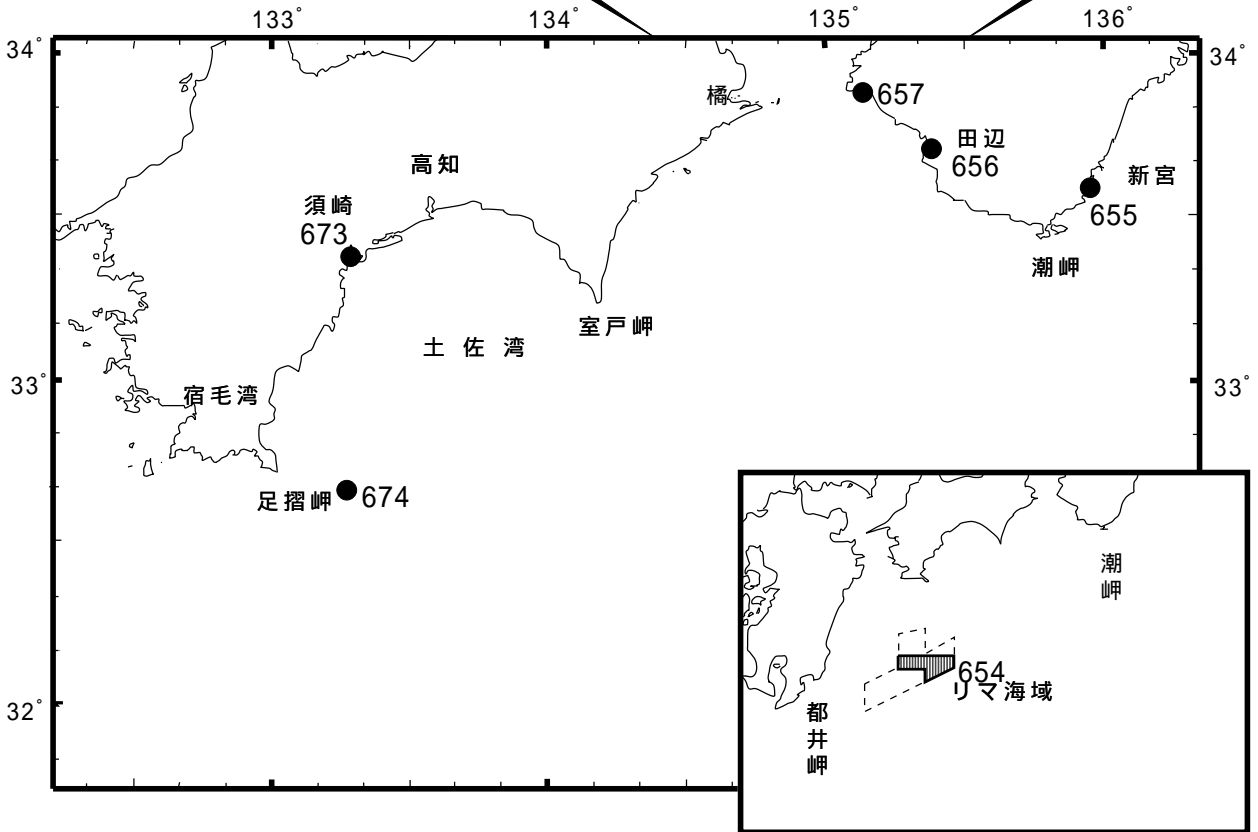 133° 134° 135° 136°
34° 34°
橘
657
田辺
656
高知
新宮
須崎
655
673
潮岬
室戸岬
土佐湾
33° 33°
宿毛湾
足摺岬 674
潮
岬
654
リマ海域
32°
都
井
岬